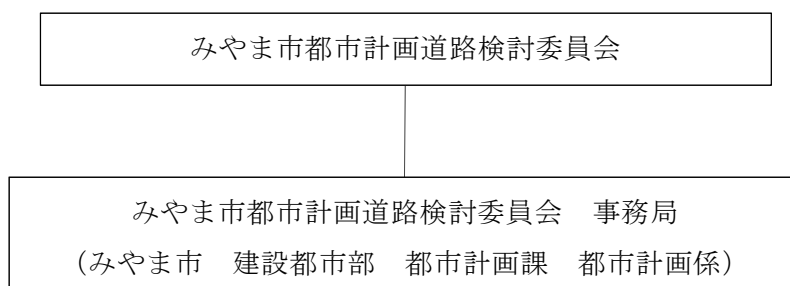 みやま市都市計画道路検討委員会
みやま市都市計画道路検討委員会　事務局
（みやま市　建設都市部　都市計画課　都市計画係）